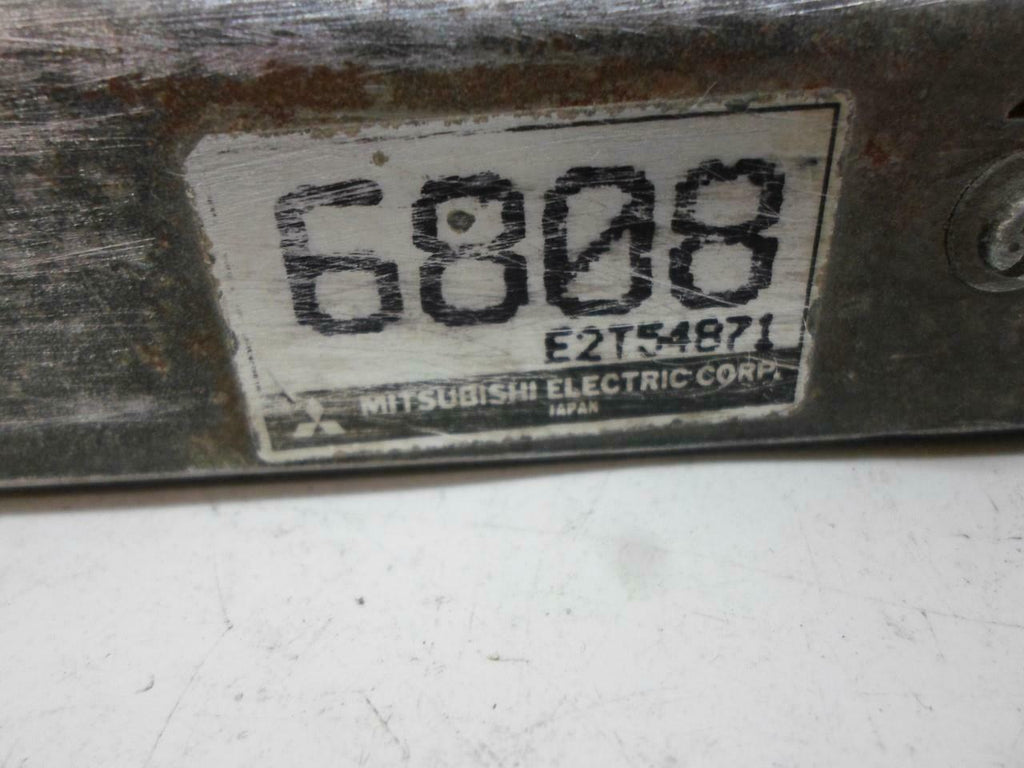 6808
E2T54871
MITSUBISHI ELECTRIC CORP.
JAPAN